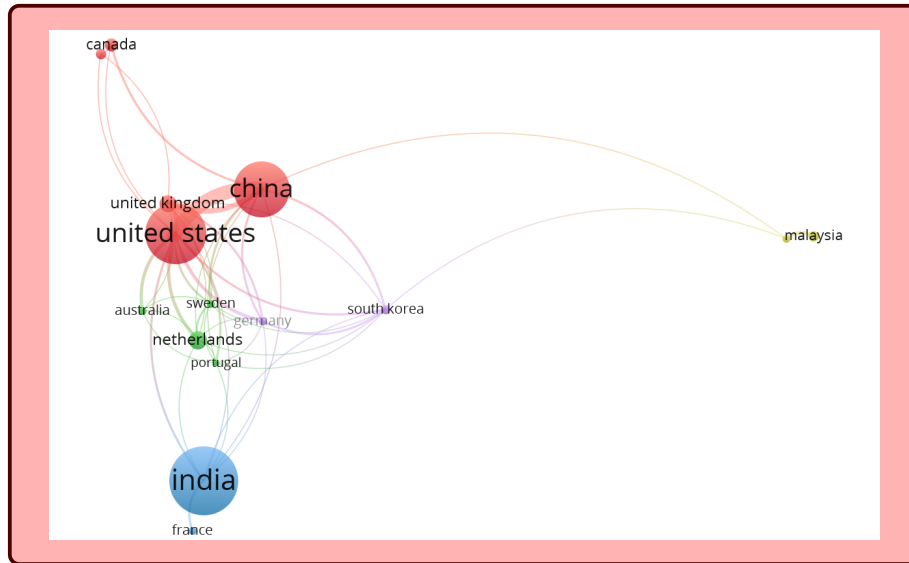 canada
china
united kingdom
united states
malaysia
sweden
australia
south korea
germany
netherlands
portugal
india
france